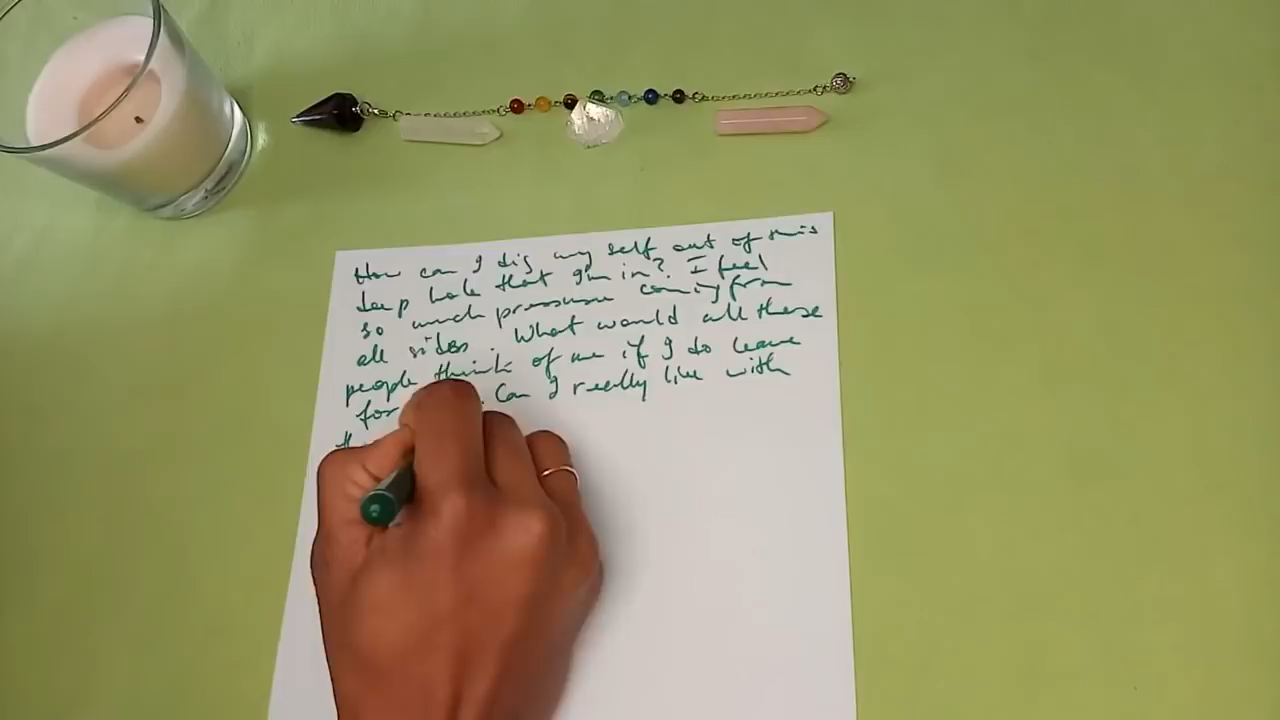 How can I dig my self out of this
deep hole that I'm in? I feel
so much pressure coming from
all sides. What would all these
people think of me if I do leave
for Can I really live with